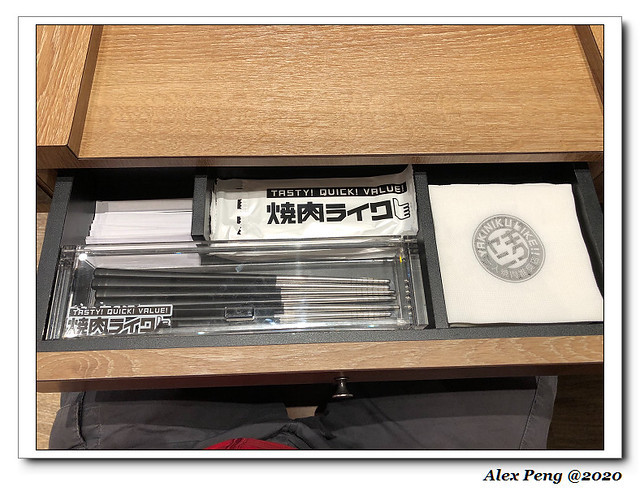 TASTY! QUICK! VALUE!
焼肉ライク
TASTY! QUICK! VALUE!
焼肉ライク
YAKINIKU LIKE!!
Alex Peng @2020